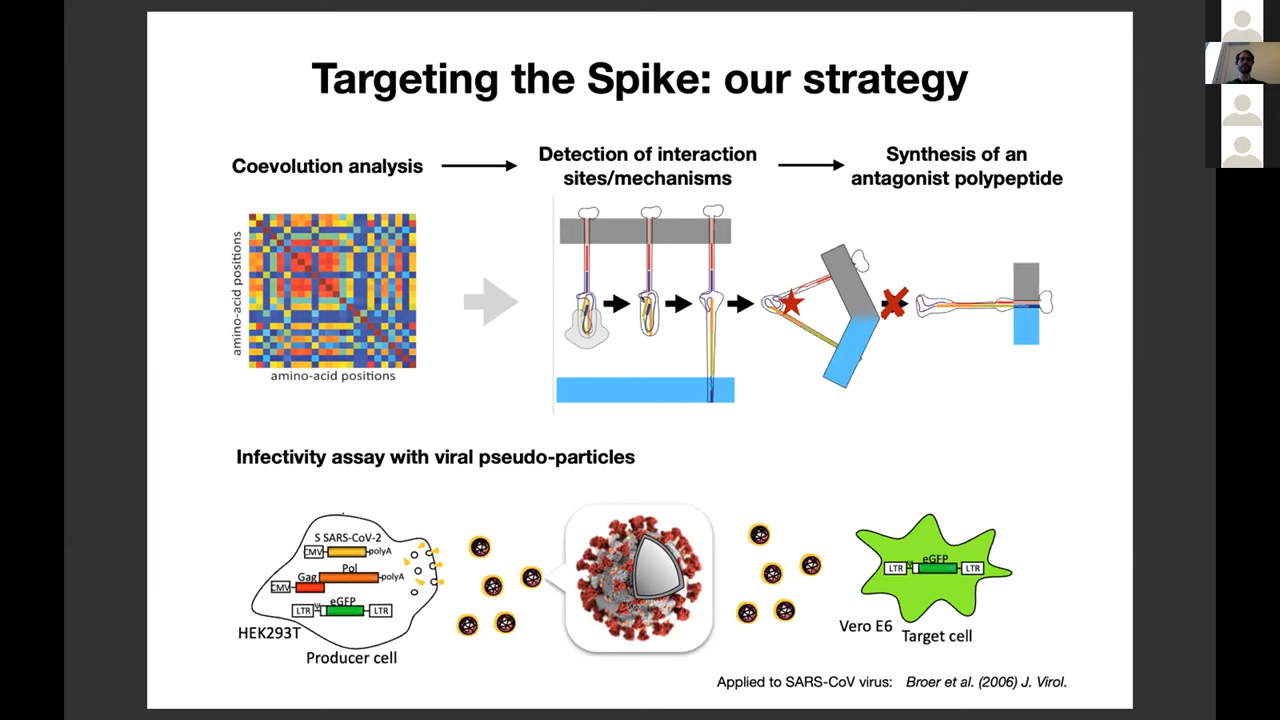 Targeting the Spike: our strategy
Coevolution analysis
Detection of interaction
sites/mechanisms
Synthesis of an
antagonist polypeptide
amino-acid positions
amino-acid positions
Infectivity assay with viral pseudo-particles
S SARS-CoV-2
CMV
polyA
Pol
Gag
polyA
CMV
eGFP
LTR
Ψ
LTR
HEK293T
Producer cell
eGFP
LTR
Ψ
LTR
Vero E6
Target cell
Applied to SARS-CoV virus: Broer et al. (2006) J. Virol.